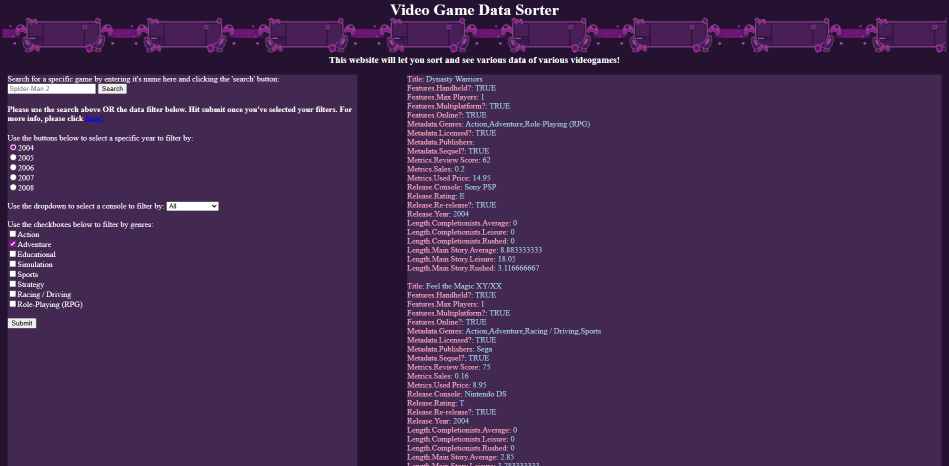 Video Game Data Sorter
This website will let you sort and see various data of various videogames!
Search for a specific game by entering it's name here and clicking the 'search' button:
Spider-Man 2
Search
Please use the search above OR the data filter below. Hit submit once you've selected your filters. For
more info, please click here!
Use the buttons below to select a specific year to filter by:
2004
2005
2006
2007
2008
Use the dropdown to select a console to filter by: All
Use the checkboxes below to filter by genres:
Action
Adventure
Educational
Simulation
Sports
Strategy
Racing / Driving
Role-Playing (RPG)
Submit
Title: Dynasty Warriors
Features.Handheld?: TRUE
Features.Max Players: 1
Features.Multiplatform?: TRUE
Features.Online?: TRUE
Metadata.Genres: Action,Adventure,Role-Playing (RPG)
Metadata.Licensed?: TRUE
Metadata.Publishers:
Metadata.Sequel?: TRUE
Metrics.Review Score: 62
Metrics.Sales: 0.2
Metrics.Used Price: 14.95
Release.Console: Sony PSP
Release.Rating: E
Release.Re-release?: TRUE
Release.Year: 2004
Length.Completionists.Average: 0
Length.Completionists.Leisure: 0
Length.Completionists.Rushed: 0
Length.Main Story.Average: 8.883333333
Length.Main Story.Leisure: 18.05
Length.Main Story.Rushed: 3.116666667
Title: Feel the Magic XY/XX
Features.Handheld?: TRUE
Features.Max Players: 1
Features.Multiplatform?: TRUE
Features.Online?: TRUE
Metadata.Genres: Action,Adventure,Racing / Driving,Sports
Metadata.Licensed?: TRUE
Metadata.Publishers: Sega
Metadata.Sequel?: TRUE
Metrics.Review Score: 75
Metrics.Sales: 0.16
Metrics.Used Price: 8.95
Release.Console: Nintendo DS
Release.Rating: T
Release.Re-release?: TRUE
Release.Year: 2004
Length.Completionists.Average: 0
Length.Completionists.Leisure: 0
Length.Completionists.Rushed: 0
Length.Main Story.Average: 2.85
Length.Main Story.Leisure: 3.783333333